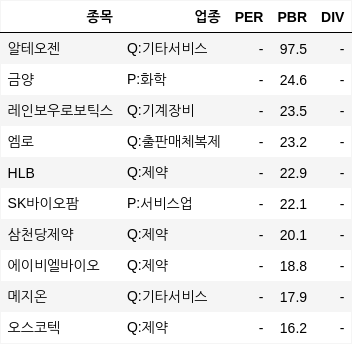 종목 업종 PER PBR DIV
알테오젠 Q:기타서비스 - 97.5 -
금양 P:화학 - 24.6 -
레인보우로보틱스 Q:기계장비 - 23.5 -
엠로 Q:출판매체복제 - 23.2 -
HLB Q:제약 - 22.9 -
SK바이오팜 P:서비스업 - 22.1 -
삼천당제약 Q:제약 - 20.1 -
에이비엘바이오 Q:제약 - 18.8 -
메지온 Q:기타서비스 - 17.9 -
오스코텍 Q:제약 - 16.2 -